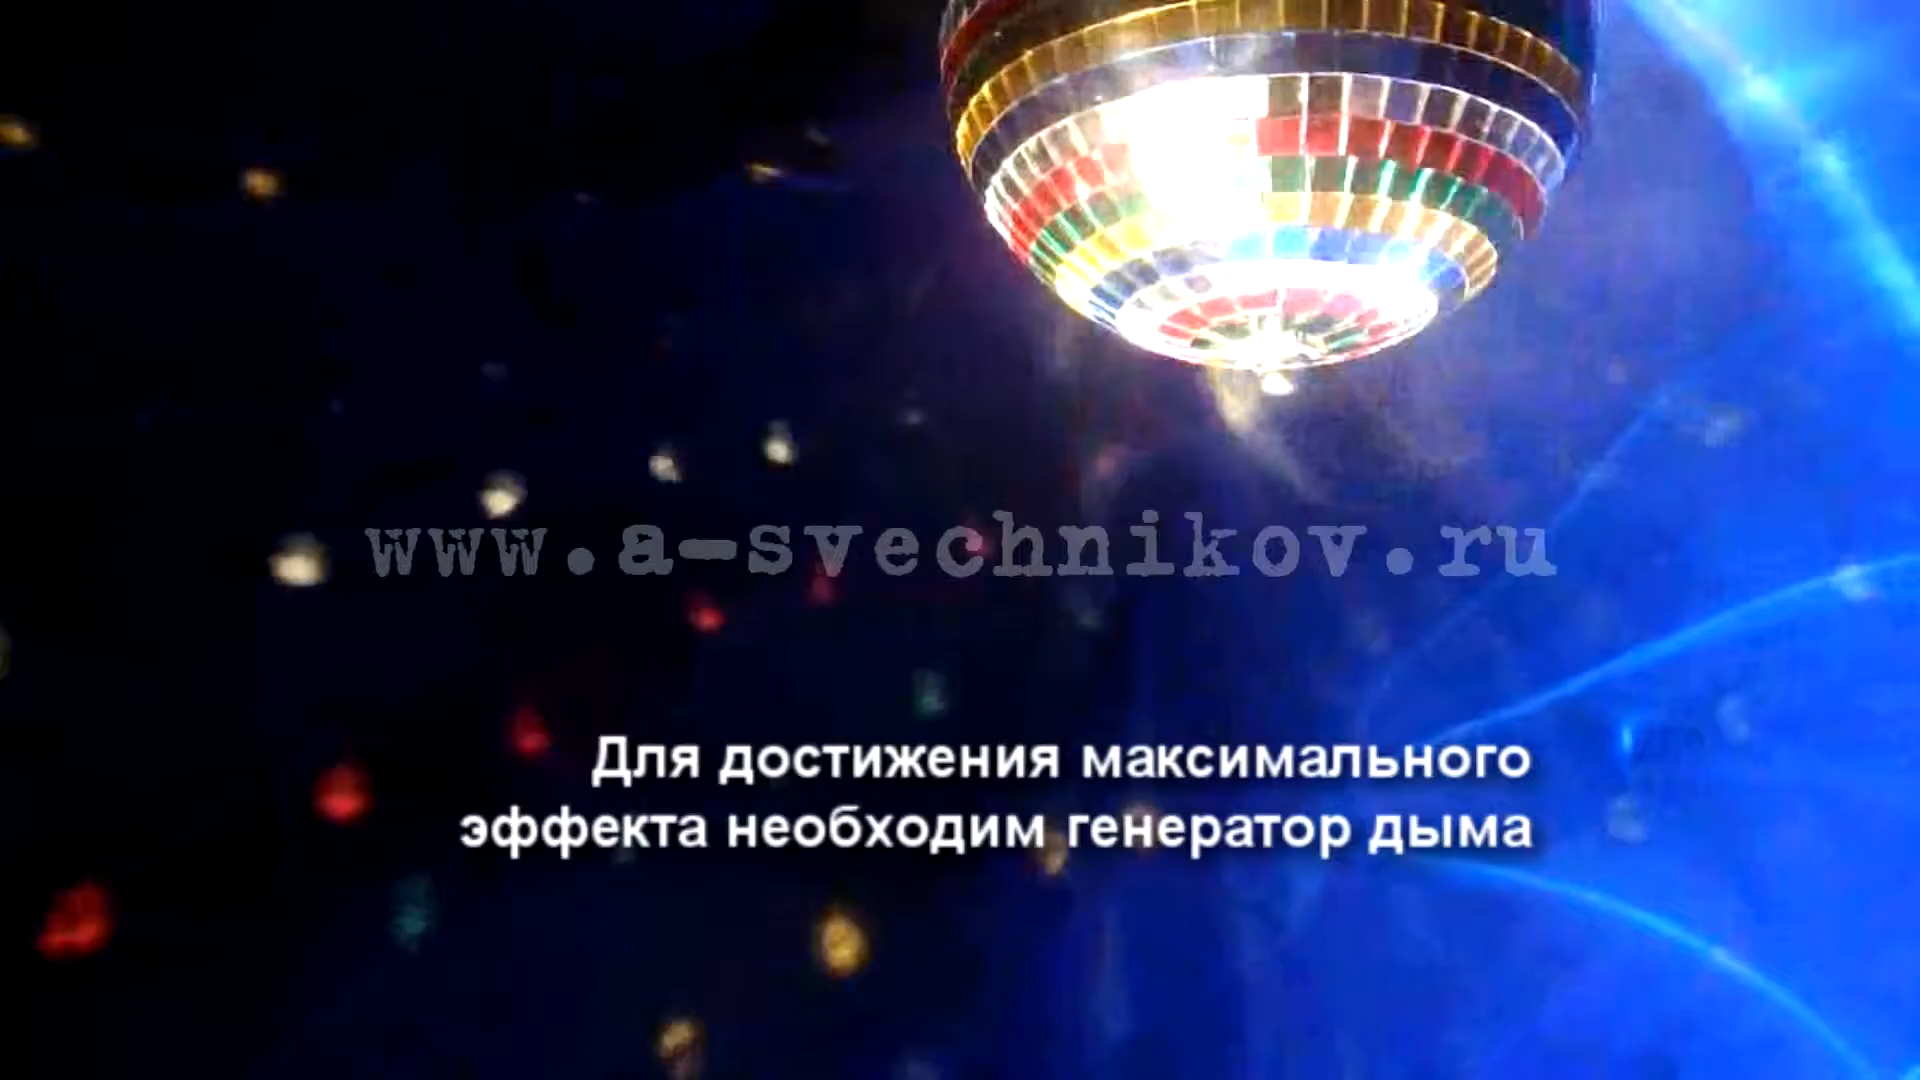 www.a-svechnikov.ru
Для достижения максимального
эффекта необходим генератор дыма